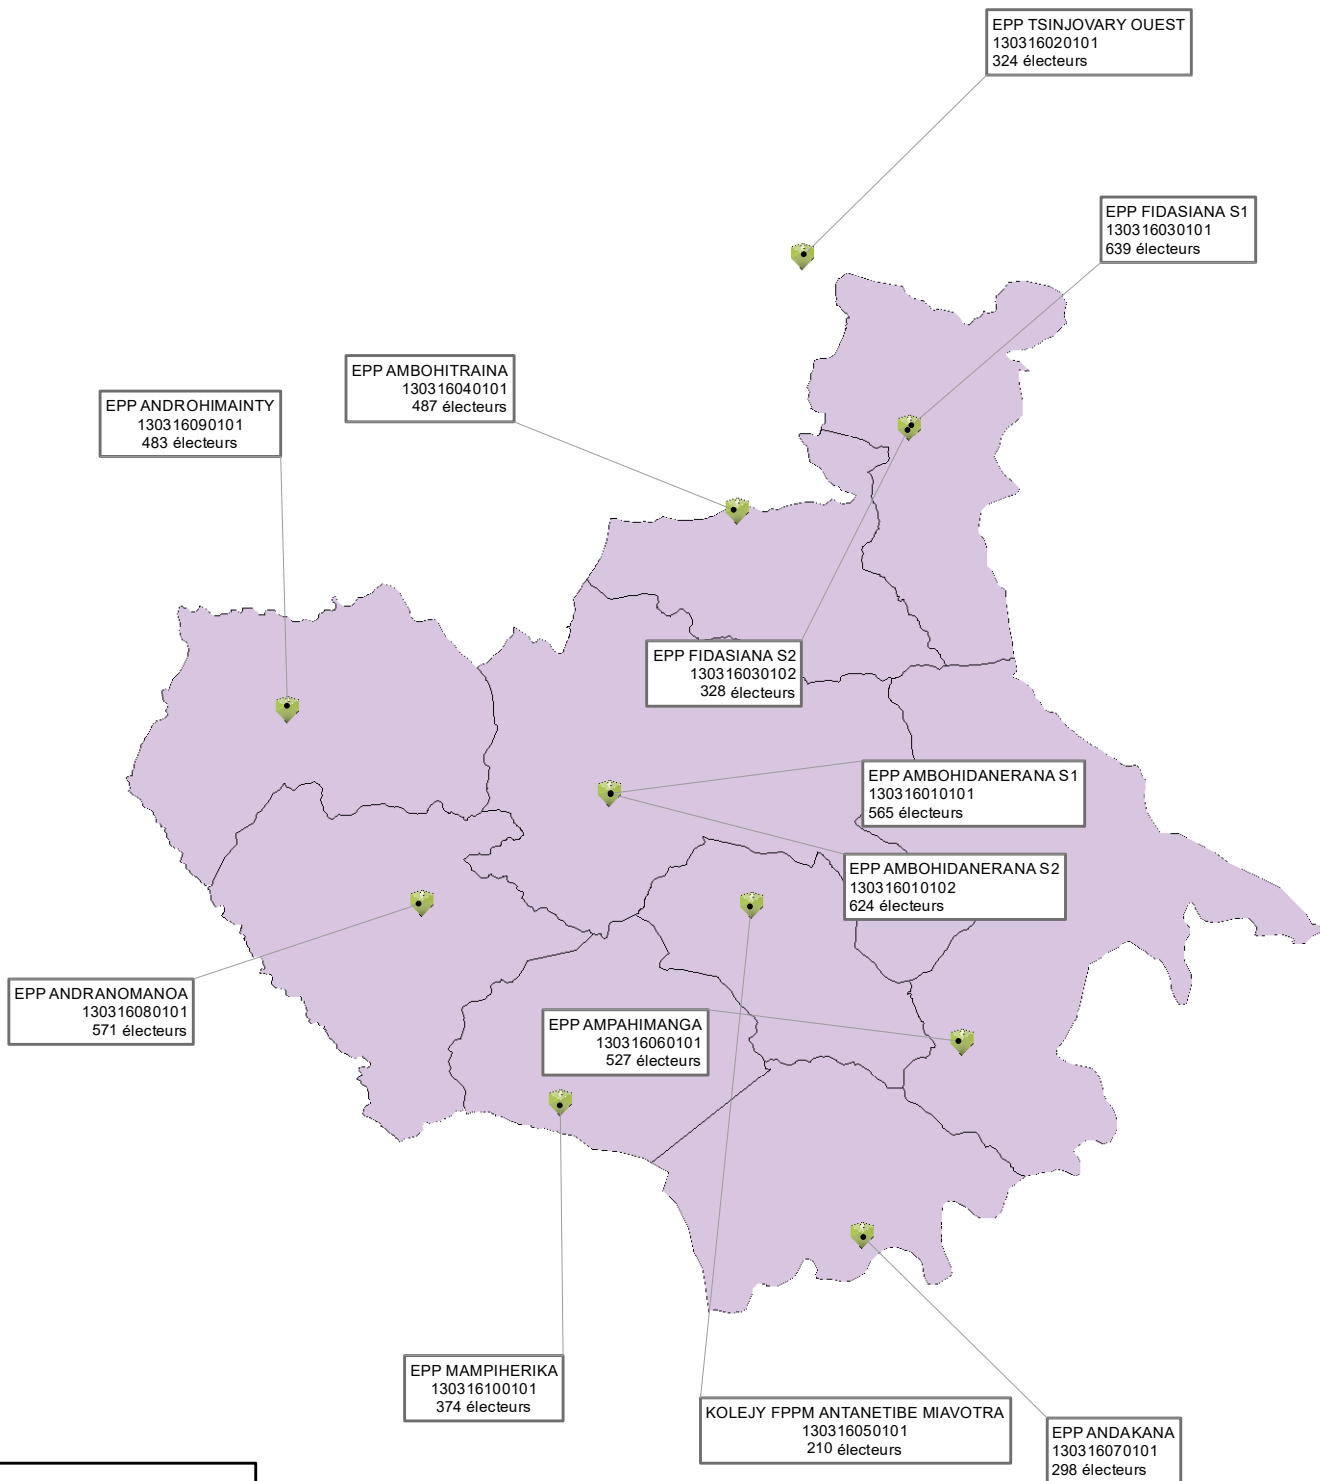 EPP TSINJOVARY OUEST
130316020101
324 électeurs
EPP FIDASIANA S1
130316030101
639 électeurs
EPP AMBOHITRAINA
130316040101
487 électeurs
EPP ANDROHIMAINTY
130316090101
483 électeurs
EPP FIDASIANA S2
130316030102
328 électeurs
EPP AMBOHIDANERANA S1
130316010101
565 électeurs
EPP AMBOHIDANERANA S2
130316010102
624 électeurs
EPP ANDRANOMANOA
130316080101
571 électeurs
EPP AMPAHIMANGA
130316060101
527 électeurs
EPP MAMPIHERIKA
130316100101
374 électeurs
KOLEJY FPPM ANTANETIBE MIAVOTRA
130316050101
210 électeurs
EPP ANDAKANA
130316070101
298 électeurs